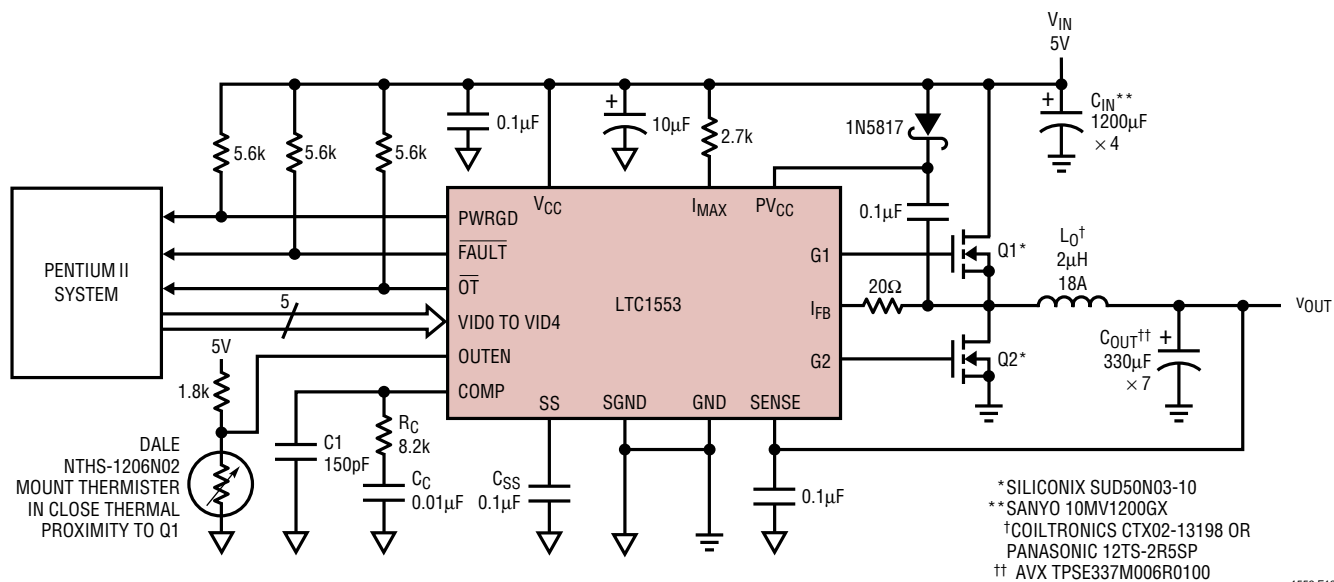 V_IN
5V
5.6k
5.6k
5.6k
0.1µF
+
10µF
2.7k
1N5817
+
C_IN**
1200µF
× 4
0.1µF
V_CC
I_MAX
PV_CC
PWRGD
FAULT
OT
VID0 TO VID4
OUTEN
COMP
SS
SGND
GND
SENSE
G1
I_FB
G2
LTC1553
PENTIUM II
SYSTEM
5
Q1*
20Ω
L_O†
2µH
18A
V_OUT
Q2*
C_OUT††
+
330µF
× 7
5V
1.8k
DALE
NTHS-1206N02
MOUNT THERMISTER
IN CLOSE THERMAL
PROXIMITY TO Q1
C1
150pF
R_C
8.2k
C_C
0.01µF
C_SS
0.1µF
0.1µF
*SILICONIX SUD50N03-10
**SANYO 10MV1200GX
†COILTRONICS CTX02-13198 OR
PANASONIC 12TS-2R5SP
†† AVX TPSE337M006R0100